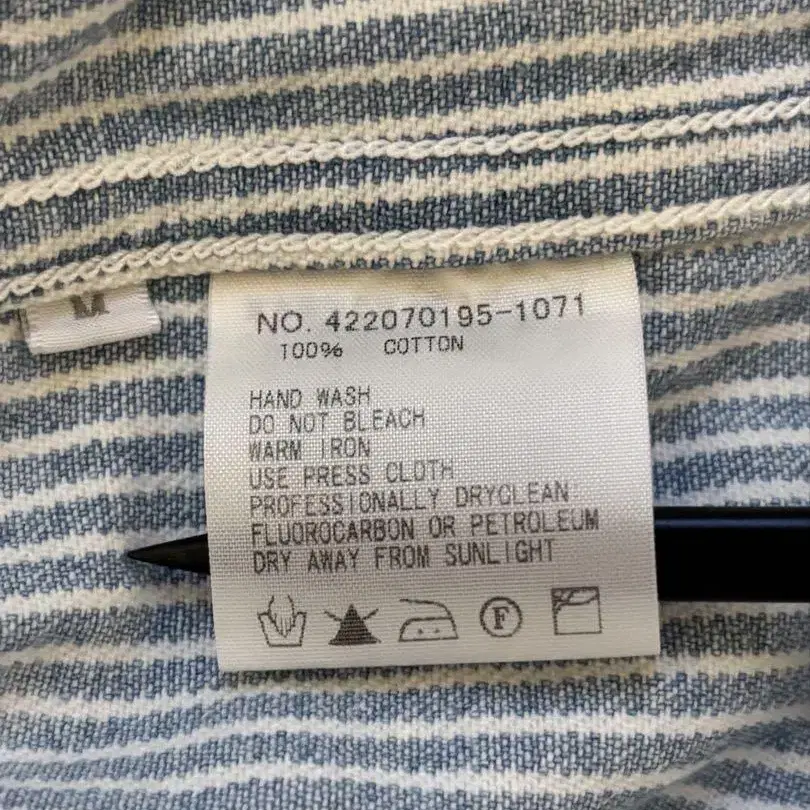 M
NO. 422070195-1071
100% COTTON
HAND WASH
DO NOT BLEACH
WARM IRON
USE PRESS CLOTH
PROFESSIONALLY DRYCLEAN
FLUOROCARBON OR PETROLEUM
DRY AWAY FROM SUNLIGHT
F